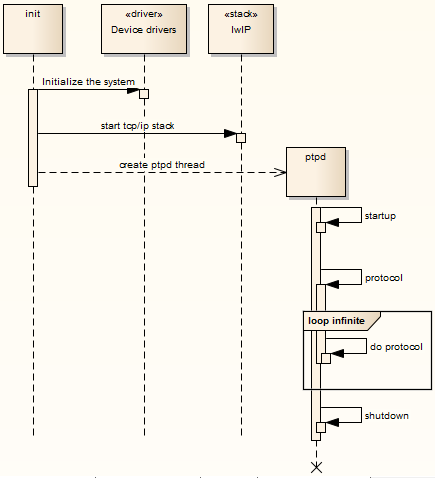 init
«driver»
Device drivers
«stack»
lwIP
Initialize the system
start tcp/ip stack
create ptpd thread
ptpd
startup
protocol
loop infinite
do protocol
shutdown